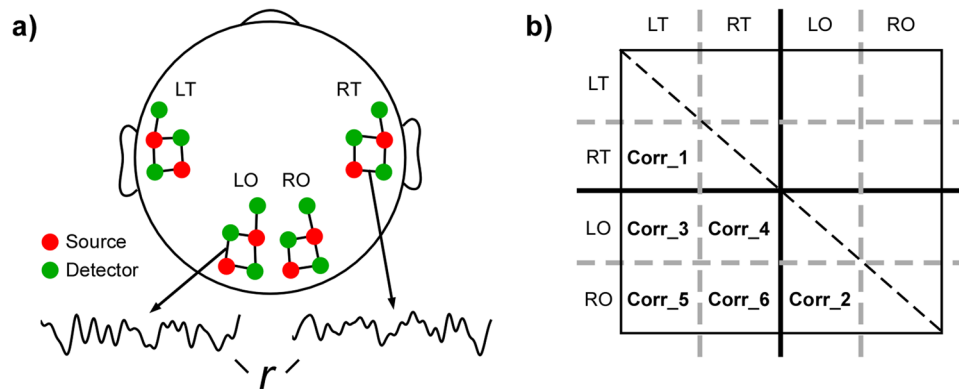 a)
LT
RT
LO
RO
Source
Detector
r
b)
LT RT LO RO
LT
RT Corr_1
LO Corr_3 Corr_4
RO Corr_5 Corr_6 Corr_2